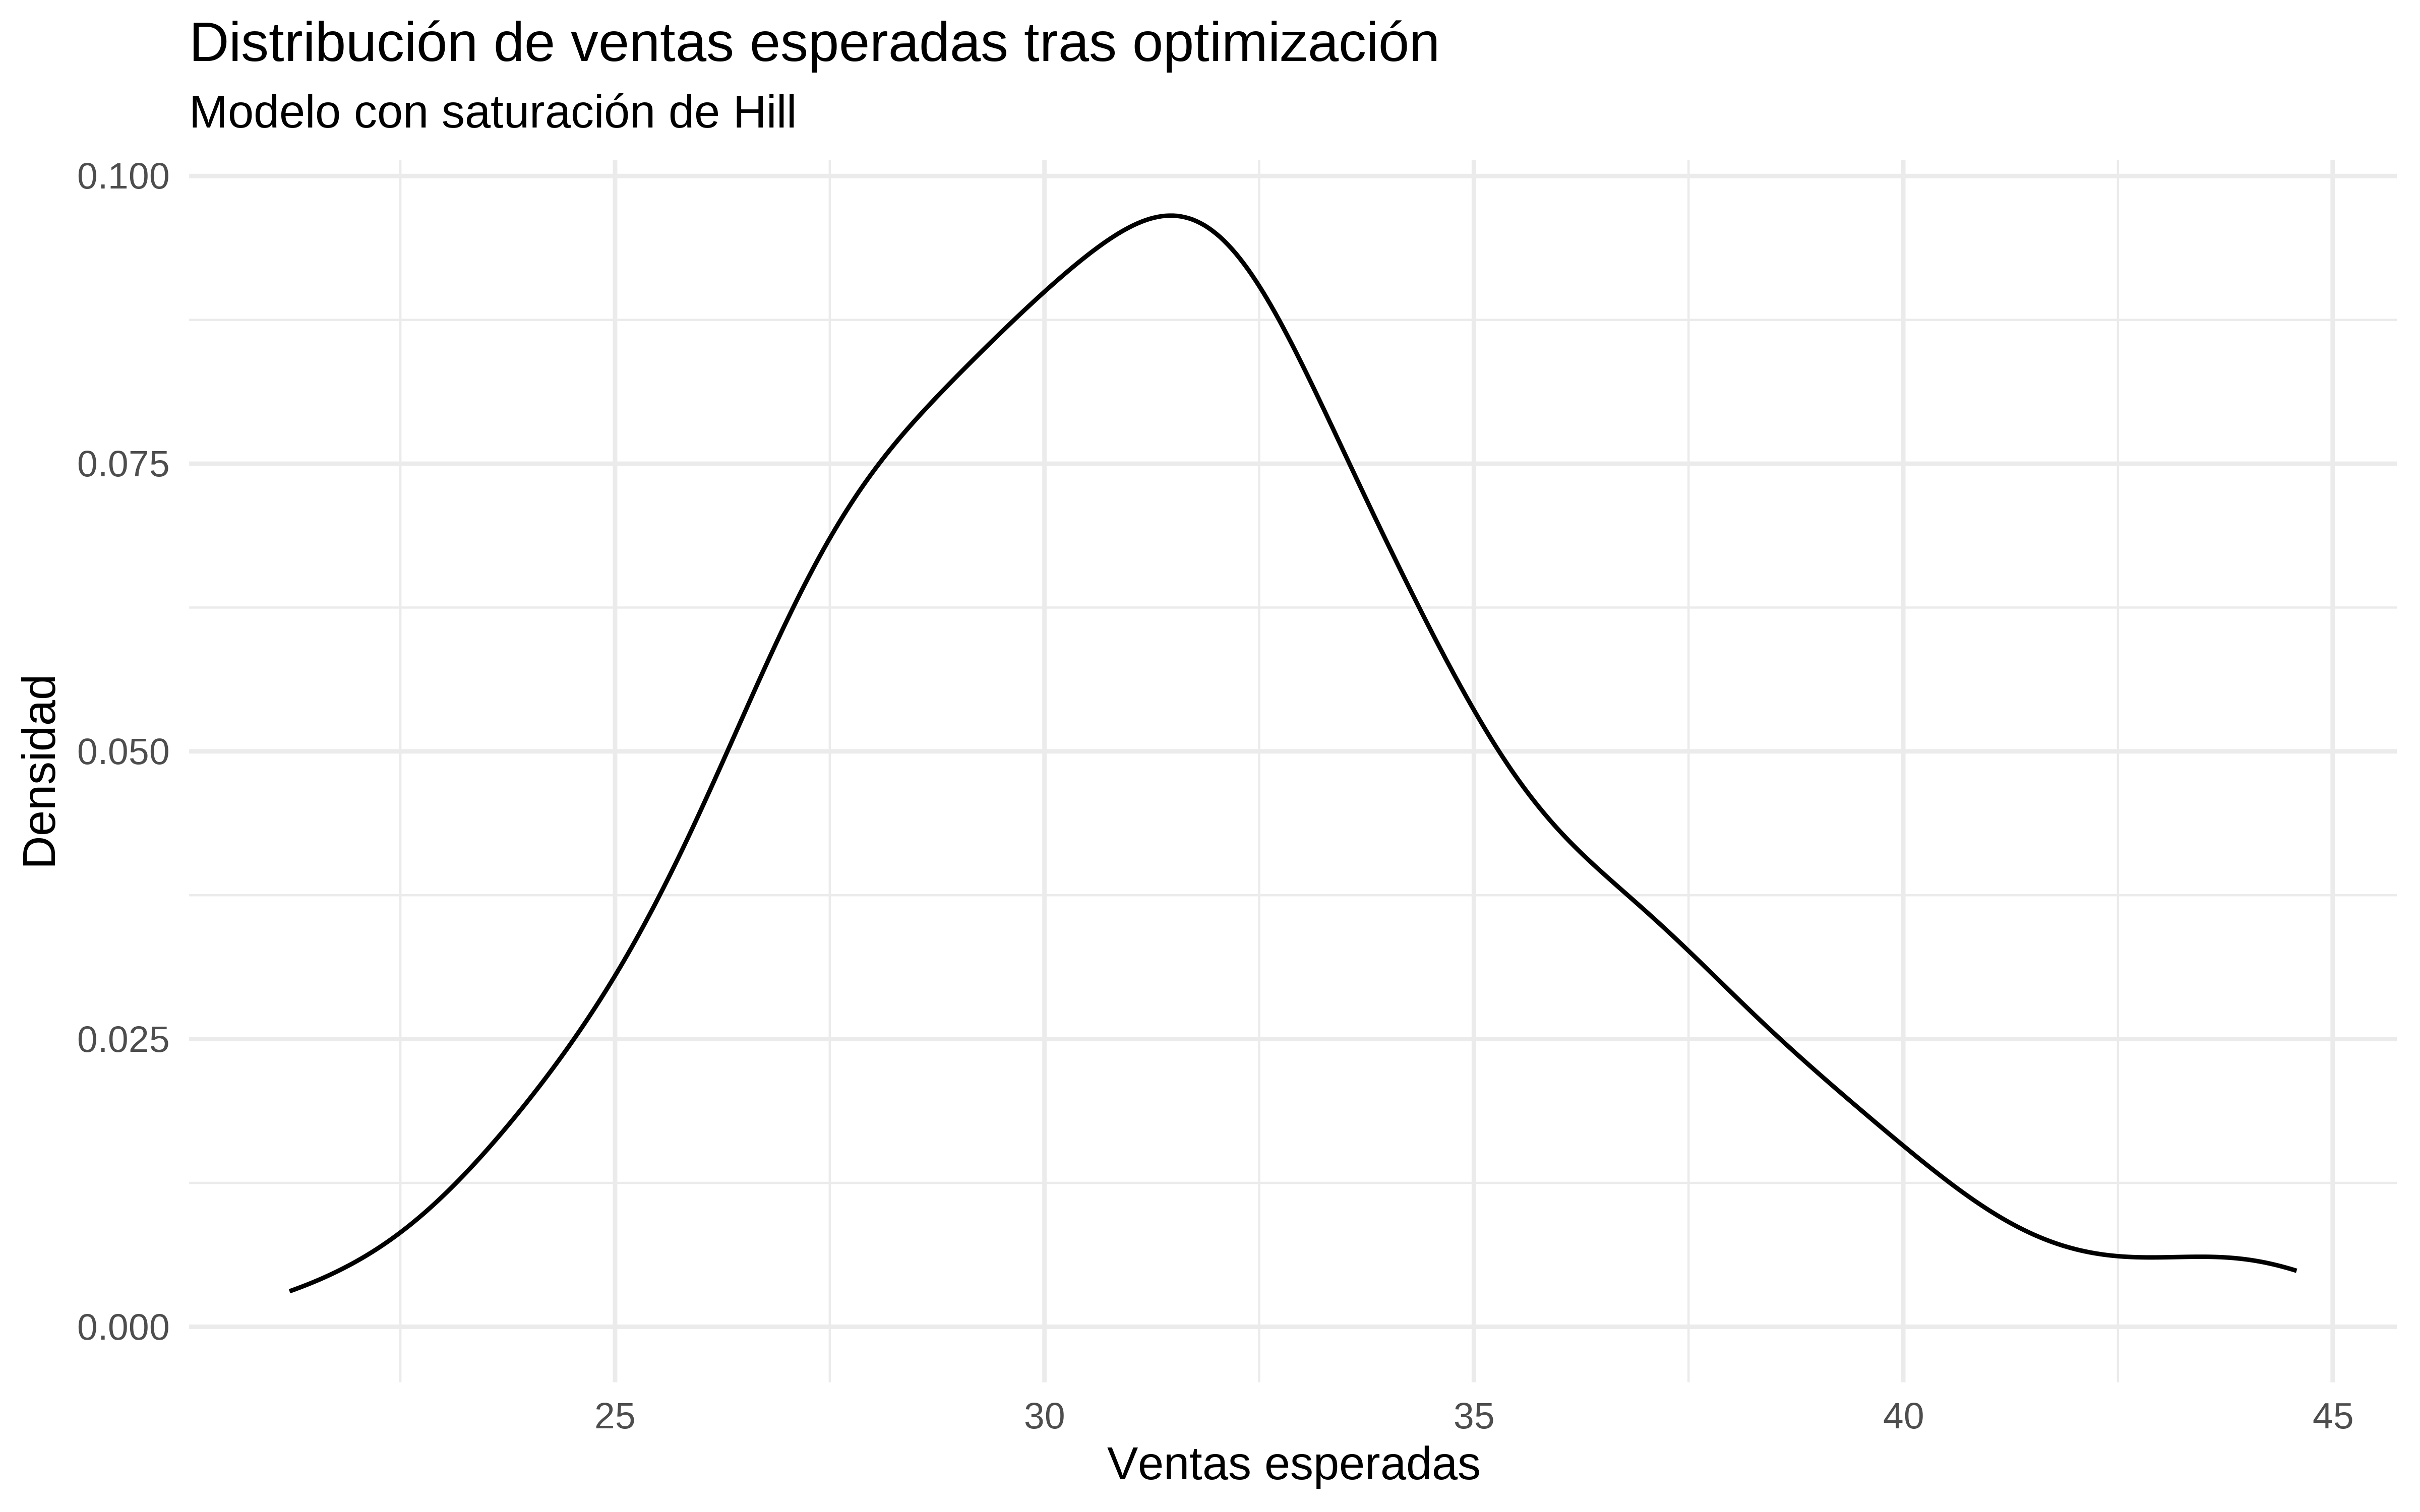 Distribución de ventas esperadas tras optimización
Modelo con saturación de Hill
0.100
0.075
0.050
0.025
0.000
Densidad
25 30 35 40 45
Ventas esperadas